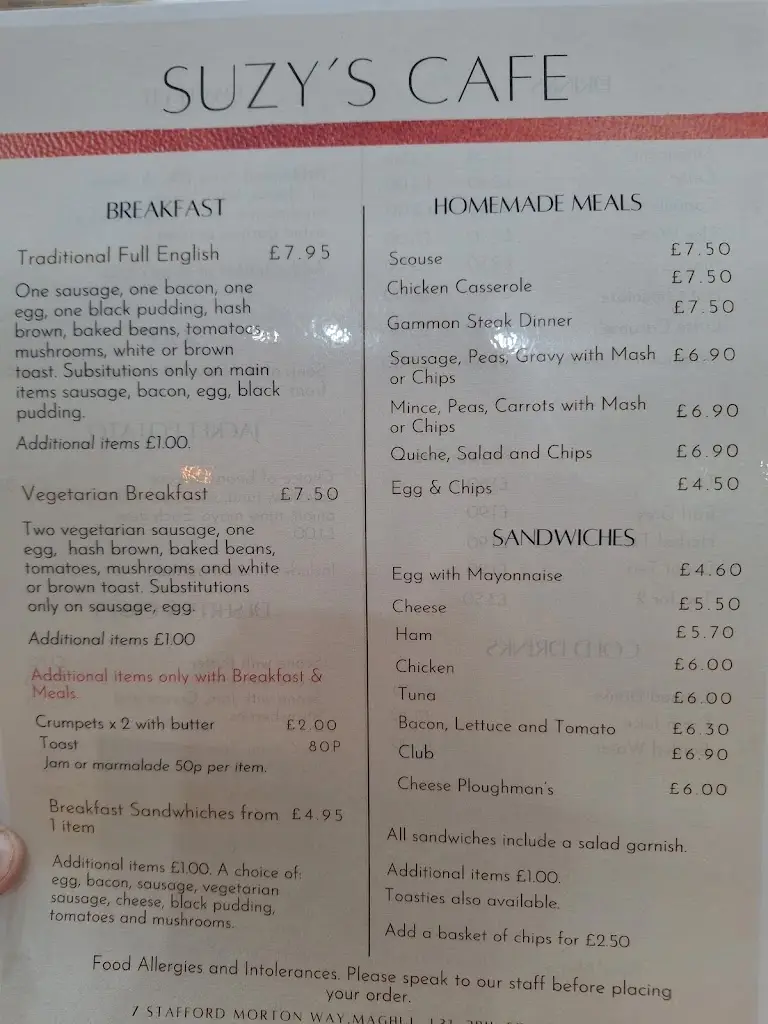 SUZY'S CAFE
BREAKFAST
Traditional Full English £7.95
One sausage, one bacon, one
egg, one black pudding, hash
brown, baked beans, tomatoes,
mushrooms, white or brown
toast. Subsitutions only on main
items sausage, bacon, egg, black
pudding.
Additional items £1.00.
Vegetarian Breakfast £7.50
Two vegetarian sausage, one
egg, hash brown, baked beans,
tomatoes, mushrooms and white
or brown toast. Substitutions
only on sausage, egg.
Additional items £1.00
Additional items only with Breakfast &
Meals.
Crumpets x 2 with butter £2.00
Toast 80P
Jam or marmalade 50p per item.
Breakfast Sandwhiches from £4.95
1 item
Additional items £1.00. A choice of:
egg, bacon, sausage, vegetarian
sausage, cheese, black pudding,
tomatoes and mushrooms.
HOMEMADE MEALS
Scouse £7.50
Chicken Casserole £7.50
Gammon Steak Dinner £7.50
Sausage, Peas, Gravy with Mash £6.90
or Chips
Mince, Peas, Carrots with Mash £6.90
or Chips
Quiche, Salad and Chips £6.90
Egg & Chips £4.50
SANDWICHES
Egg with Mayonnaise £4.60
Cheese £5.50
Ham £5.70
Chicken £6.00
Tuna £6.00
Bacon, Lettuce and Tomato £6.30
Club £6.90
Cheese Ploughman's £6.00
All sandwiches include a salad garnish.
Additional items £1.00.
Toasties also available.
Add a basket of chips for £2.50
Food Allergies and Intolerances. Please speak to our staff before placing
your order.
7 STAFFORD MORTON WAY, MAGHULL, L31